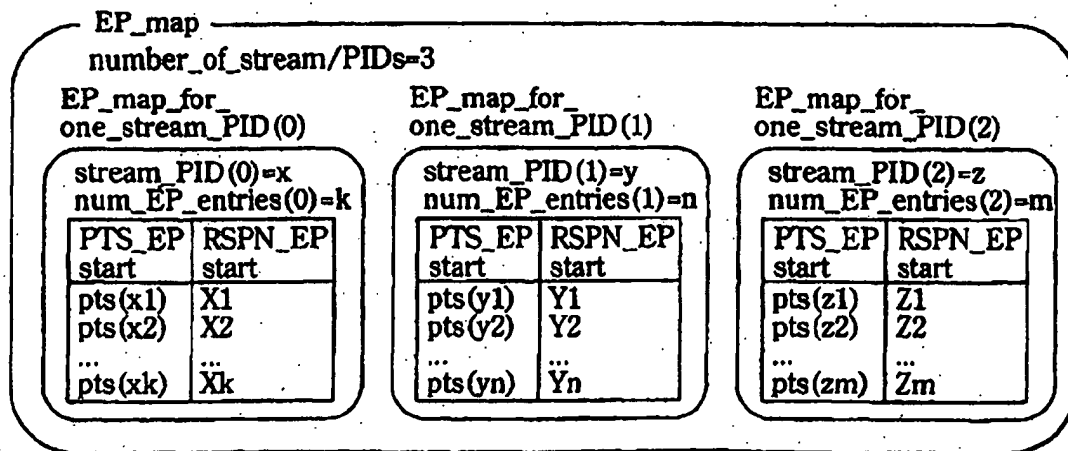 EP_map
number_of_stream/PIDs=3
EP_map_for_
one_stream_PID(0)
stream_PID(0)=x
num_EP_entries(0)=k
PTS_EP RSPN_EP
start start
pts(x1) X1
pts(x2) X2
... ...
pts(xk) Xk
EP_map_for_
one_stream_PID(1)
stream_PID(1)=y
num_EP_entries(1)=n
PTS_EP RSPN_EP
start start
pts(y1) Y1
pts(y2) Y2
... ...
pts(yn) Yn
EP_map_for_
one_stream_PID(2)
stream_PID(2)=z
num_EP_entries(2)=m
PTS_EP RSPN_EP
start start
pts(z1) Z1
pts(z2) Z2
... ...
pts(zm) Zm